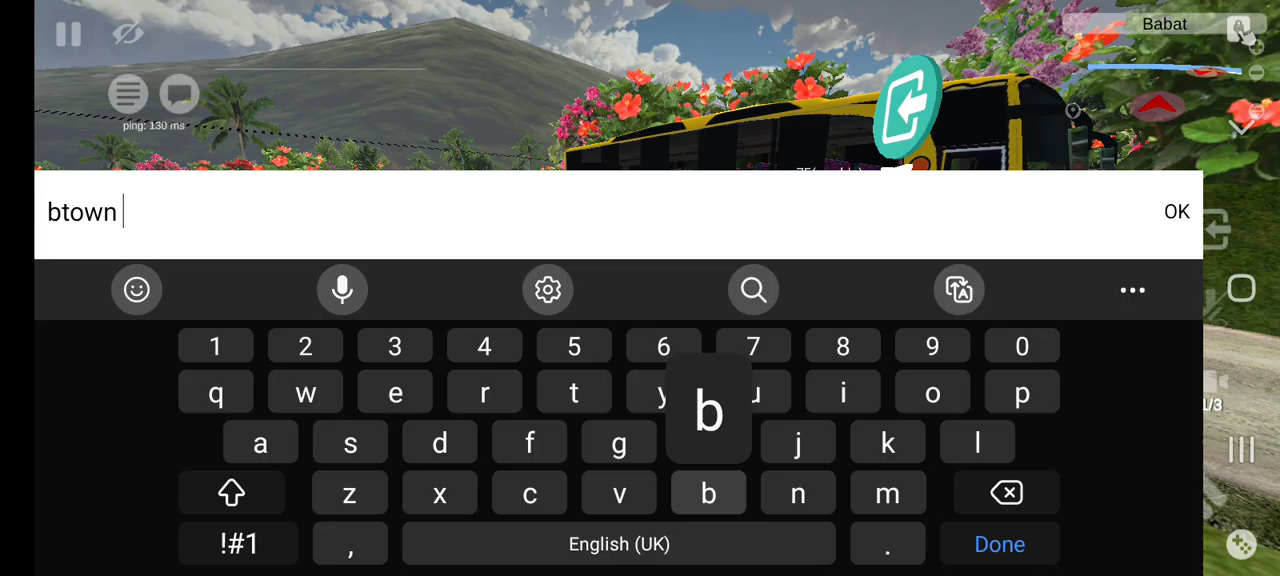 Babat
ping: 130 ms
btown
OK
1 2 3 4 5 6 7 8 9 0
q w e r t y u i o p
b
a s d f g j k l
z x c v b n m
!#1 , English (UK) . Done
1/3